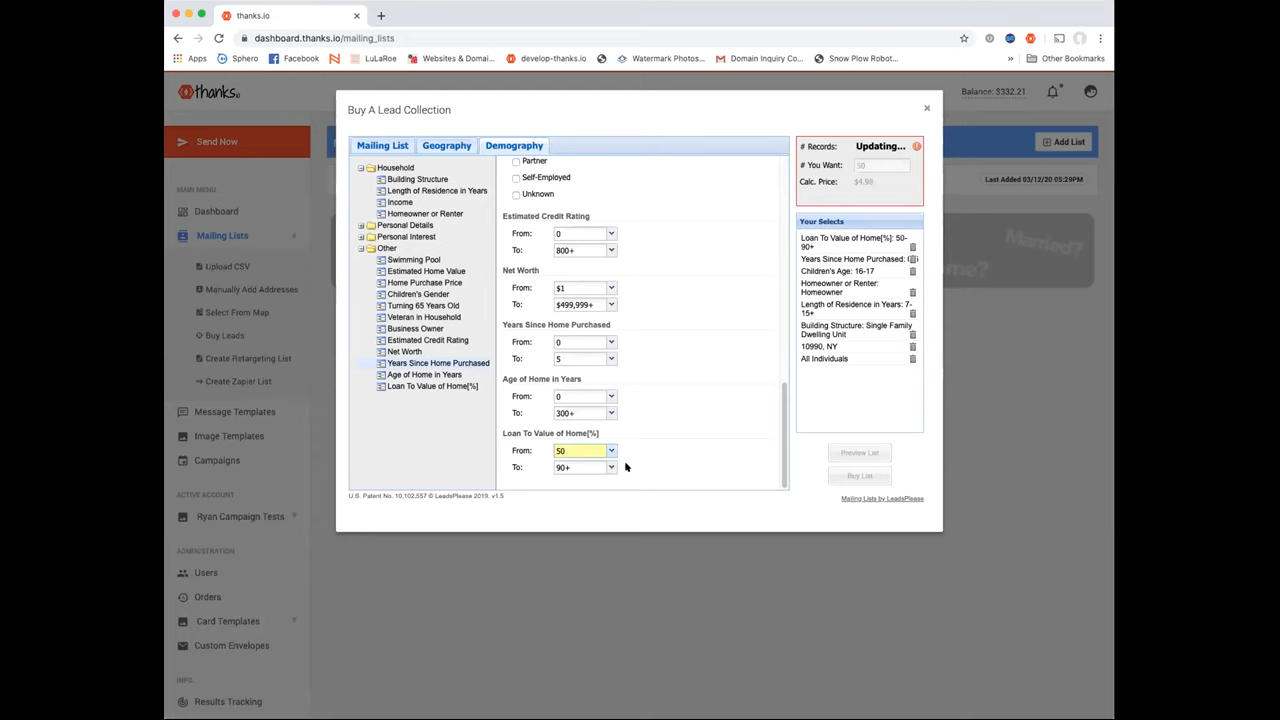 thanks.io
dashboard.thanks.io/mailing_lists
Apps
Sphero
Facebook
LuLaRoe
Websites & Domai...
develop-thanks.io
Watermark Photos...
Domain Inquiry Co...
Snow Plow Robot...
»
Other Bookmarks
thanks.io
Balance: $332.21
Send Now
MAIN MENU
Dashboard
Mailing Lists
Upload CSV
Manually Add Addresses
Select From Map
Buy Leads
Create Retargeting List
Create Zapier List
Message Templates
Image Templates
Campaigns
ACTIVE ACCOUNT
Ryan Campaign Tests
ADMINISTRATION
Users
Orders
Card Templates
Custom Envelopes
INFO.
Results Tracking
Add List
Last Added 03/12/20 05:29PM
Married?
ome?
Buy A Lead Collection
×
Mailing List
Geography
Demography
Household
Building Structure
Length of Residence in Years
Income
Homeowner or Renter
Personal Details
Personal Interest
Other
Swimming Pool
Estimated Home Value
Home Purchase Price
Children's Gender
Turning 65 Years Old
Veteran in Household
Business Owner
Estimated Credit Rating
Net Worth
Years Since Home Purchased
Age of Home in Years
Loan To Value of Home[%]
Partner
Self-Employed
Unknown
Estimated Credit Rating
From: 0
To: 800+
Net Worth
From: $1
To: $499,999+
Years Since Home Purchased
From: 0
To: 5
Age of Home in Years
From: 0
To: 300+
Loan To Value of Home[%]
From: 50
To: 90+
# Records: Updating...
# You Want: 50
Calc. Price: $4.98
Your Selects
Loan To Value of Home[%]: 50-
90+
Years Since Home Purchased:
Children's Age: 16-17
Homeowner or Renter:
Homeowner
Length of Residence in Years: 7-
15+
Building Structure: Single Family
Dwelling Unit
10990, NY
All Individuals
Preview List
Buy List
Mailing Lists by LeadsPlease
U.S. Patent No. 10,102,557 © LeadsPlease 2019. v1.5